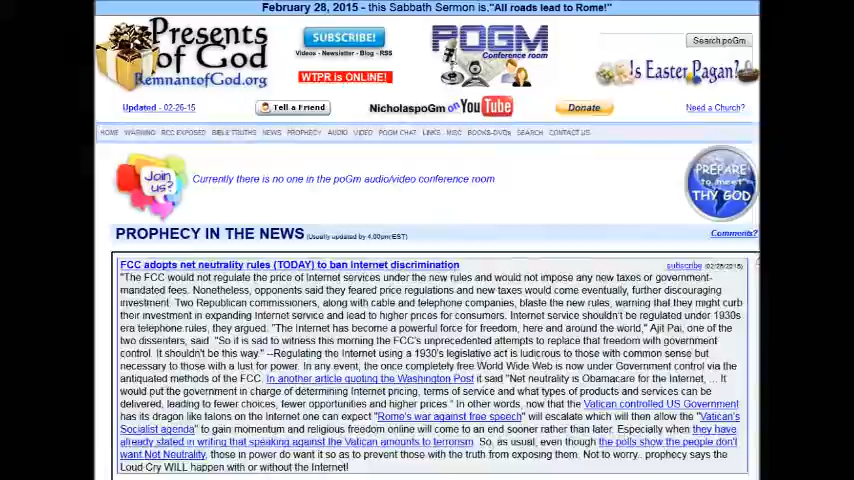 February 28, 2015 - this Sabbath Sermon is,"All roads lead to Rome!"
Presents of God
RemnantofGod.org
SUBSCRIBE!
Videos - Newsletter - Blog - RSS
WTPR is ONLINE!
POGM
Conference room
Search poGm
Is Easter Pagan?
Updated - 02-26-15
Tell a Friend
NicholaspoGm on YouTube
Donate
Need a Church?
HOME WARNING RCC EXPOSED BIBLE TRUTHS NEWS PROPHECY AUDIO VIDEO POGM CHAT LINKS MISC BOOKS-DVDs SEARCH CONTACT US
Join us?
Currently there is no one in the poGm audio/video conference room
PREPARE to meet THY GOD
PROPHECY IN THE NEWS (Usually updated by 4:00pm EST)
Comments?
FCC adopts net neutrality rules (TODAY) to ban Internet discrimination
subscribe (02/26/2015)
"The FCC would not regulate the price of Internet services under the new rules and would not impose any new taxes or government-
mandated fees. Nonetheless, opponents said they feared price regulations and new taxes would come eventually, further discouraging
investment. Two Republican commissioners, along with cable and telephone companies, blaste the new rules, warning that they might curb
their investment in expanding Internet service and lead to higher prices for consumers. Internet service shouldn't be regulated under 1930s
era telephone rules, they argued. "The Internet has become a powerful force for freedom, here and around the world," Ajit Pai, one of the
two dissenters, said. "So it is sad to witness this morning the FCC's unprecedented attempts to replace that freedom with government
control. It shouldn't be this way." --Regulating the Internet using a 1930's legislative act is ludicrous to those with common sense but
necessary to those with a lust for power. In any event, the once completely free World Wide Web is now under Government control via the
antiquated methods of the FCC. In another article quoting the Washington Post it said "Net neutrality is Obamacare for the Internet, ... It
would put the government in charge of determining Internet pricing, terms of service and what types of products and services can be
delivered, leading to fewer choices, fewer opportunities and higher prices." In other words, now that the Vatican controlled US Government
has its dragon like talons on the Internet one can expect "Rome's war against free speech" will escalate which will then allow the "Vatican's
Socialist agenda" to gain momentum and religious freedom online will come to an end sooner rather than later. Especially when they have
already stated in writing that speaking against the Vatican amounts to terrorism. So, as usual, even though the polls show the people don't
want Net Neutrality, those in power do want it so as to prevent those with the truth from exposing them. Not to worry.. prophecy says the
Loud Cry WILL happen with or without the Internet!